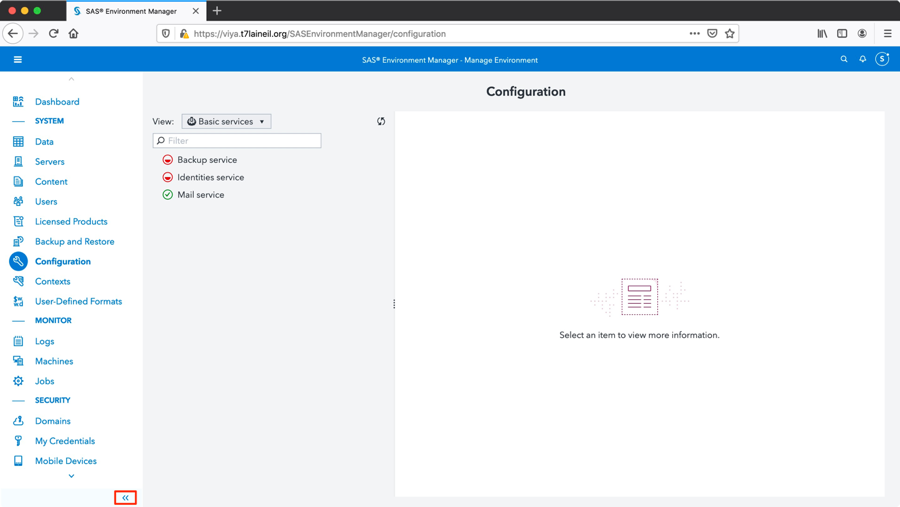 SAS® Environment Manager
https://viya.t7laineil.org/SASEnvironmentManager/configuration
SAS® Environment Manager - Manage Environment
S
Dashboard
SYSTEM
Data
Servers
Content
Users
Licensed Products
Backup and Restore
Configuration
Contexts
User-Defined Formats
MONITOR
Logs
Machines
Jobs
SECURITY
Domains
My Credentials
Mobile Devices
Configuration
View: Basic services
Filter
Backup service
Identities service
Mail service
Select an item to view more information.